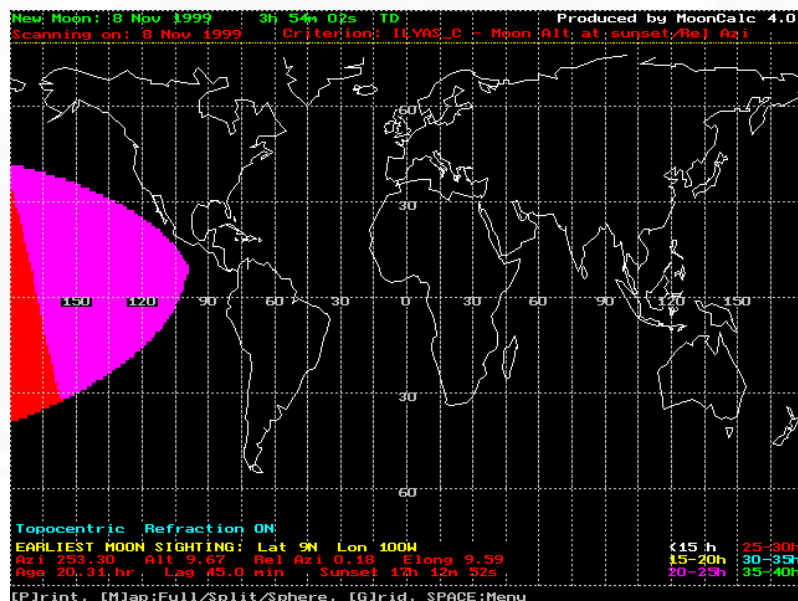 New Moon: 8 Nov 1999 3h 54m 02s TD Produced by MoonCalc 4.0
Scanning on: 8 Nov 1999 Criterion: ILYAS_C - Moon Alt at sunset/Rel Azi
60
30
150 120 90 60 30 0 30 60 90 120 150
30
60
Topocentric Refraction ON
EARLIEST MOON SIGHTING: Lat 9N Lon 100W <15 h 25-30h
Azi 253.30 Alt 9.67 Rel Azi 0.18 Elong 9.59 15-20h 30-35h
Age 20.31 hr Lag 45.0 min Sunset 17h 12m 52s 20-25h 35-40h
[P]rint, [M]ap:Full/Split/Sphere, [G]rid, SPACE:Menu